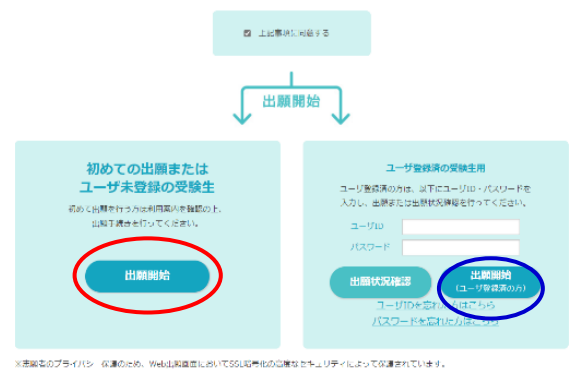 上記事項に同意する
出願開始
初めての出願または
ユーザ未登録の受験生
初めて出願を行う方は利用案内を確認の上、
出願手続きを行ってください。
出願開始
ユーザ登録済の受験生用
ユーザ登録済の方は、以下にユーザID・パスワードを
入力し、出願または出願状況確認を行ってください。
ユーザID
パスワード
出願状況確認
出願開始
(ユーザ登録済の方)
ユーザIDを忘れた方はこちら
パスワードを忘れた方はこちら
※志願者のプライバシー保護のため、Web出願画面においてSSL暗号化の高度なセキュリティによって保護されています。